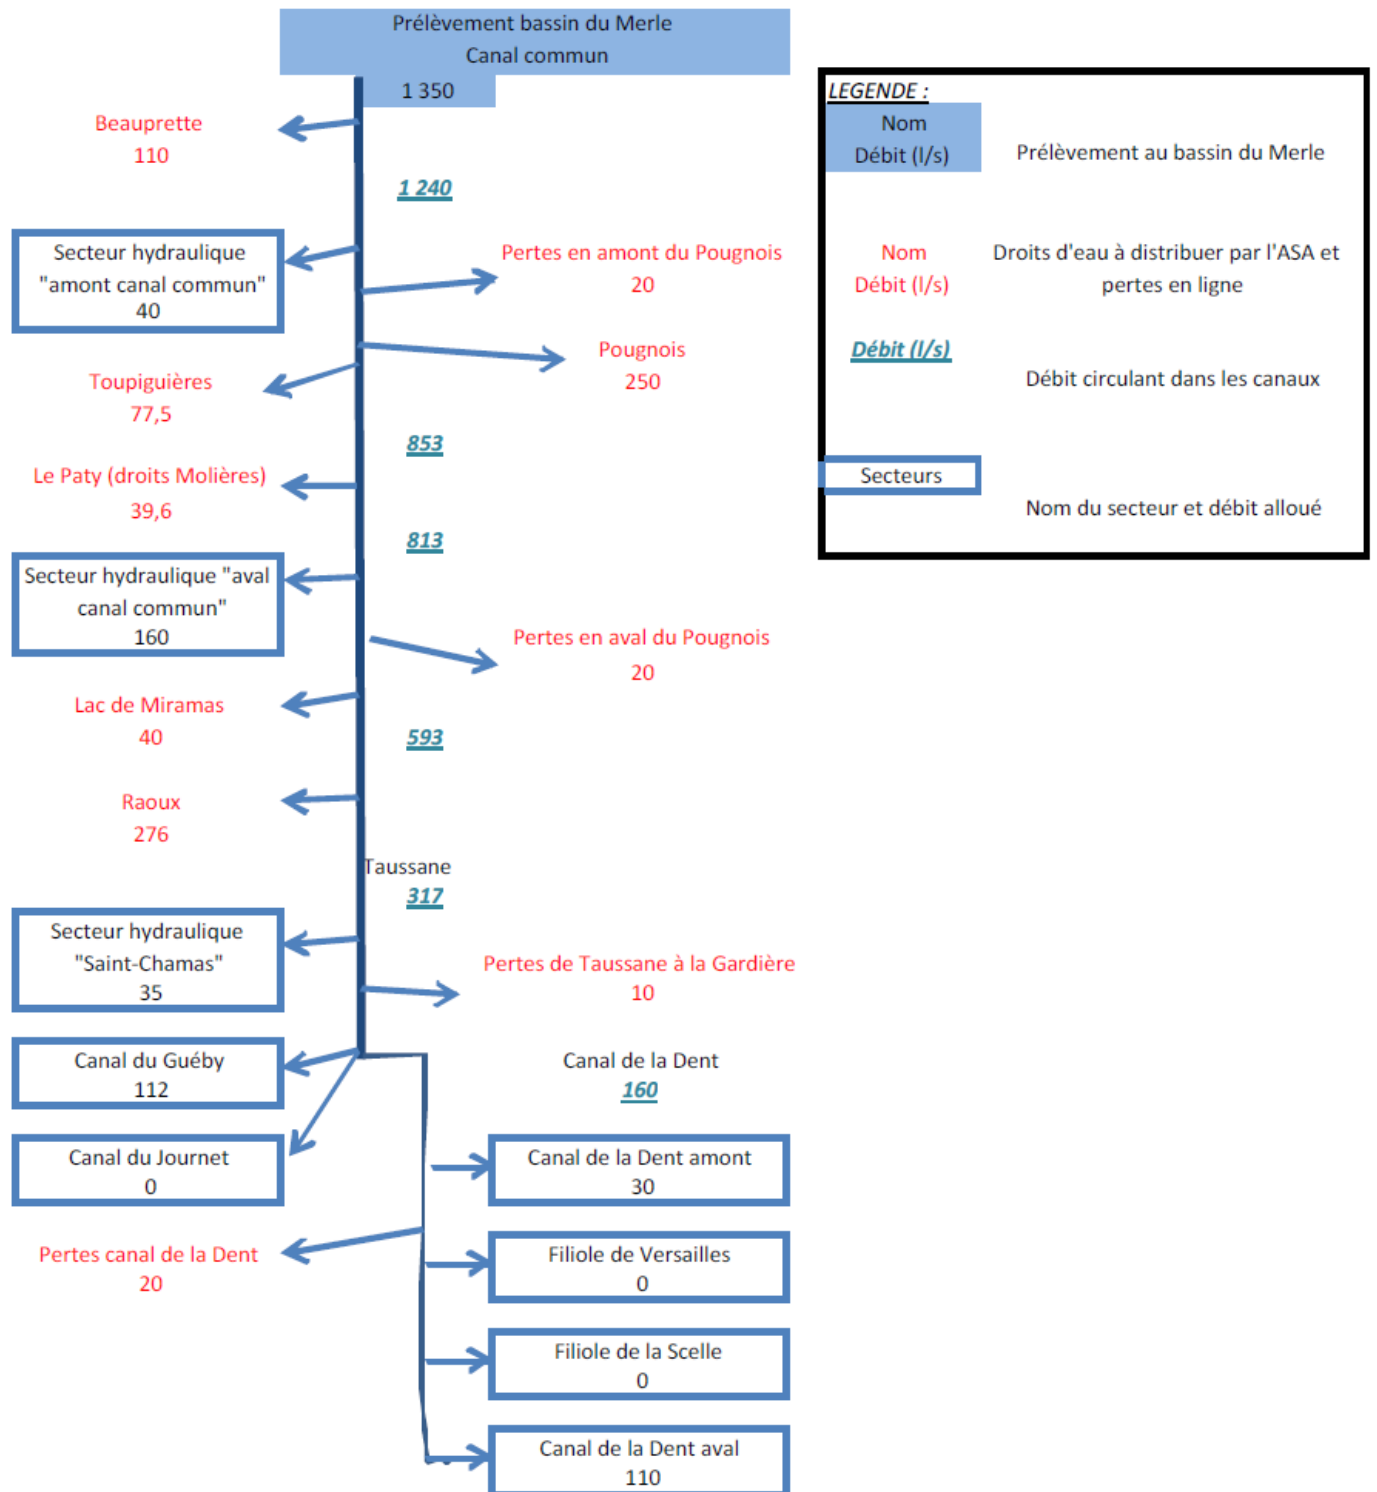 Prélèvement bassin du Merle
Canal commun
1 350
Beauprette
110
1 240
Secteur hydraulique
"amont canal commun"
40
Pertes en amont du Pougnois
20
Pougnois
250
Toupiguières
77,5
853
Le Paty (droits Molières)
39,6
813
Secteur hydraulique "aval
canal commun"
160
Pertes en aval du Pougnois
20
Lac de Miramas
40
593
Raoux
276
Taussane
317
Secteur hydraulique
"Saint-Chamas"
35
Pertes de Taussane à la Gardière
10
Canal du Guéby
112
Canal de la Dent
160
Canal du Journet
0
Canal de la Dent amont
30
Pertes canal de la Dent
20
Filiole de Versailles
0
Filiole de la Scelle
0
Canal de la Dent aval
110
LEGENDE :
Nom
Débit (l/s)
Prélèvement au bassin du Merle
Nom
Débit (l/s)
Droits d'eau à distribuer par l'ASA et
pertes en ligne
Débit (l/s)
Débit circulant dans les canaux
Secteurs
Nom du secteur et débit alloué